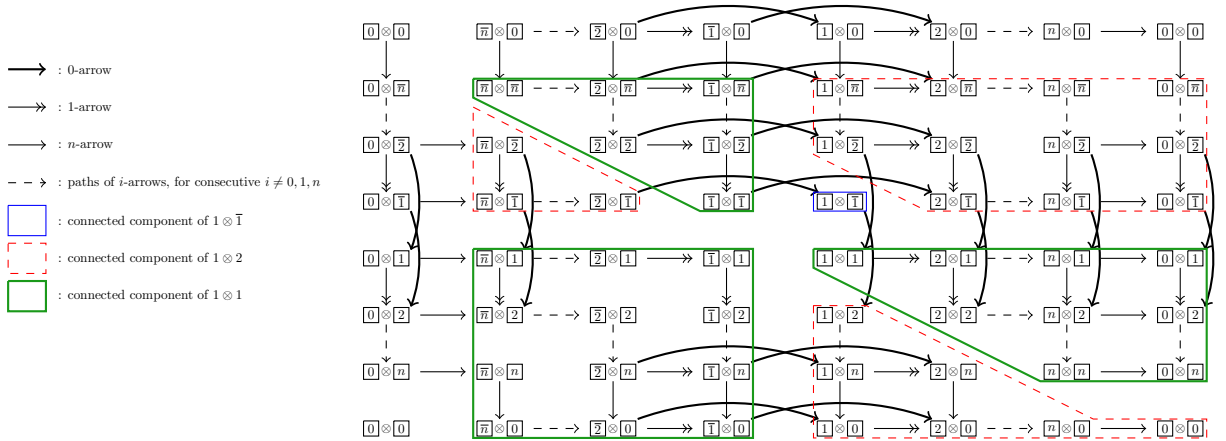 : 0-arrow
: 1-arrow
: n-arrow
: paths of i-arrows, for consecutive i ≠ 0, 1, n
: connected component of 1 ⊗ 1̅
: connected component of 1 ⊗ 2
: connected component of 1 ⊗ 1
0 ⊗ 0 n̅ ⊗ 0 2̅ ⊗ 0 1̅ ⊗ 0 1 ⊗ 0 2 ⊗ 0 n ⊗ 0 0 ⊗ 0
0 ⊗ n̅ n̅ ⊗ n̅ 2̅ ⊗ n̅ 1̅ ⊗ n̅ 1 ⊗ n̅ 2 ⊗ n̅ n ⊗ n̅ 0 ⊗ n̅
0 ⊗ 2̅ n̅ ⊗ 2̅ 2̅ ⊗ 2̅ 1̅ ⊗ 2̅ 1 ⊗ 2̅ 2 ⊗ 2̅ n ⊗ 2̅ 0 ⊗ 2̅
0 ⊗ 1̅ n̅ ⊗ 1̅ 2̅ ⊗ 1̅ 1̅ ⊗ 1̅ 1 ⊗ 1̅ 2 ⊗ 1̅ n ⊗ 1̅ 0 ⊗ 1̅
0 ⊗ 1 n̅ ⊗ 1 2̅ ⊗ 1 1̅ ⊗ 1 1 ⊗ 1 2 ⊗ 1 n ⊗ 1 0 ⊗ 1
0 ⊗ 2 n̅ ⊗ 2 2̅ ⊗ 2 1̅ ⊗ 2 1 ⊗ 2 2 ⊗ 2 n ⊗ 2 0 ⊗ 2
0 ⊗ n n̅ ⊗ n 2̅ ⊗ n 1̅ ⊗ n 1 ⊗ n 2 ⊗ n n ⊗ n 0 ⊗ n
0 ⊗ 0 n̅ ⊗ 0 2̅ ⊗ 0 1̅ ⊗ 0 1 ⊗ 0 2 ⊗ 0 n ⊗ 0 0 ⊗ 0